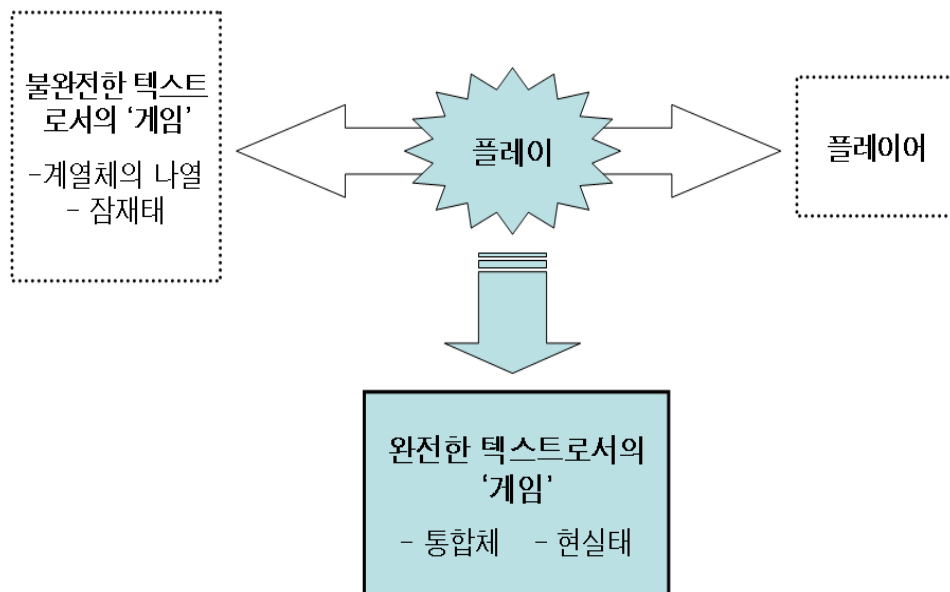 불완전한 텍스트
로서의 ‘게임’
-계열체의 나열
- 잠재태
플레이
플레이어
완전한 텍스트로서의
‘게임’
- 통합체 - 현실태